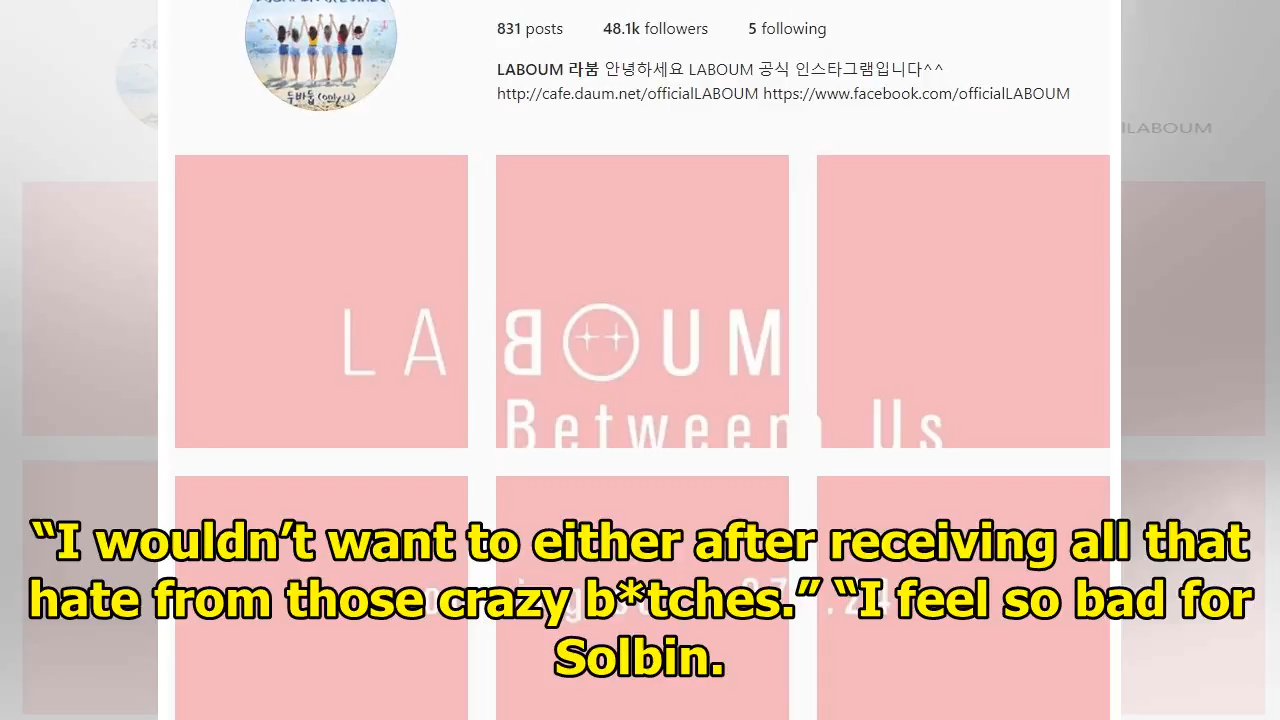 831 posts 48.1k followers 5 following
LABOUM 라붐 안녕하세요 LABOUM 공식 인스타그램입니다^^
http://cafe.daum.net/officialLABOUM https://www.facebook.com/officialLABOUM
LABOUM
LABOUM
Between Us
“I wouldn’t want to either after receiving all that
hate from those crazy b*tches.” “I feel so bad for
Solbin.